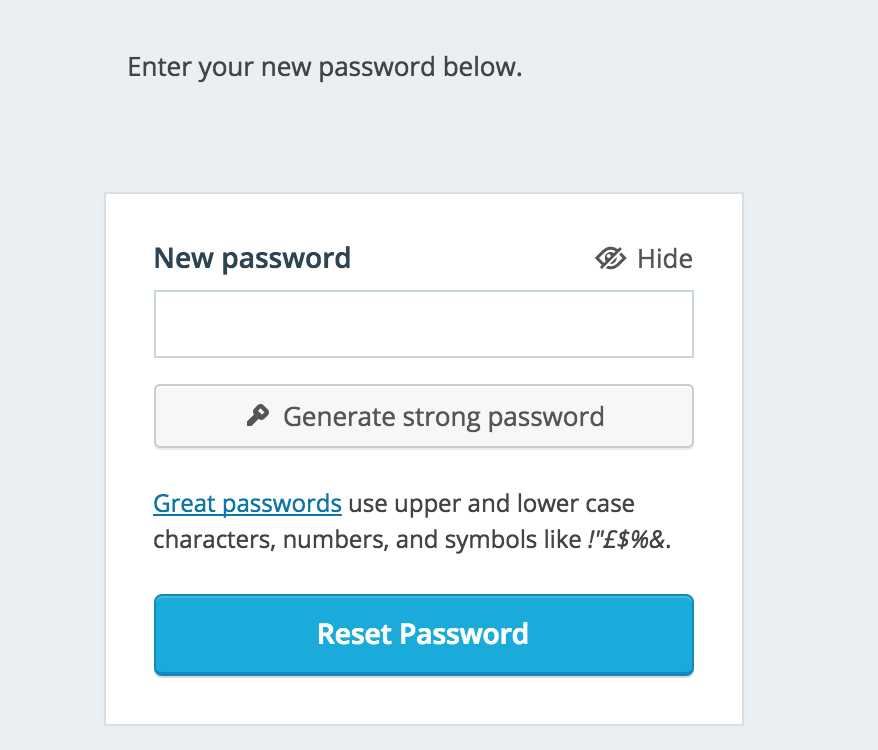 Enter your new password below.
New password
Hide
Generate strong password
Great passwords use upper and lower case
characters, numbers, and symbols like !"£$%&.
Reset Password